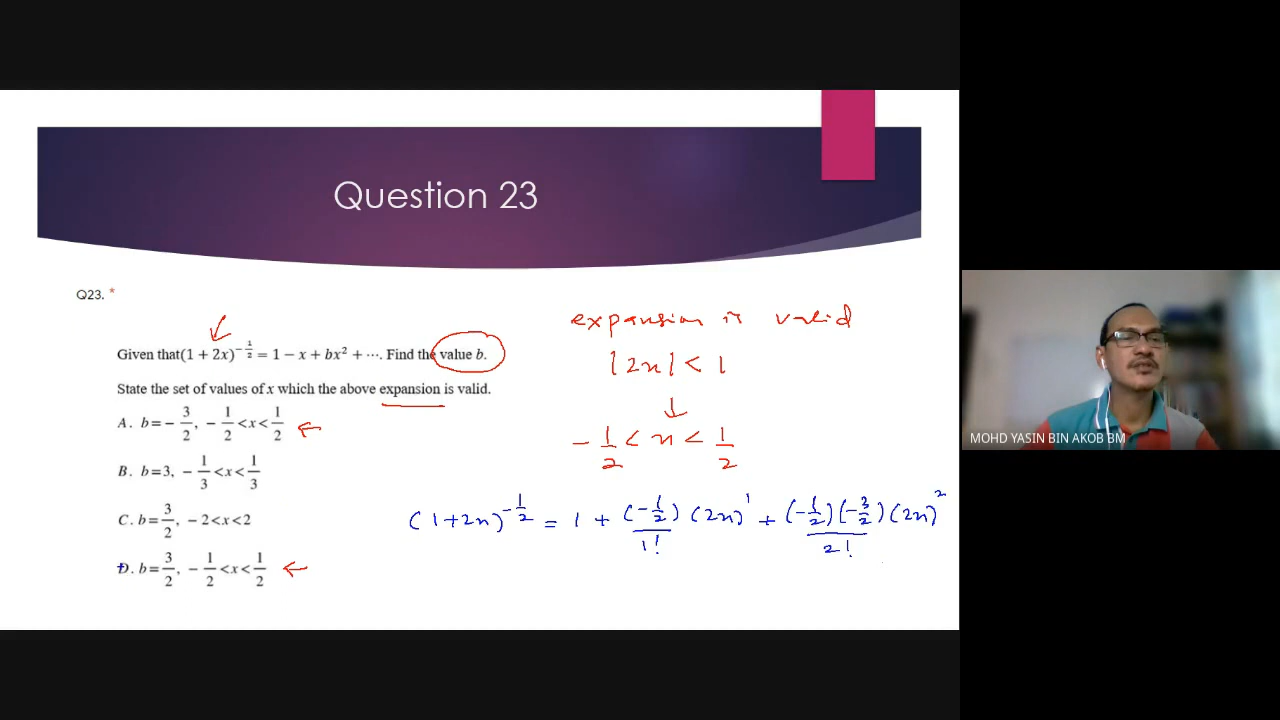 Question 23
Q23. *
Given that (1 + 2x)^{-1/2} = 1 − x + bx² + ⋯. Find the value b.
State the set of values of x which the above expansion is valid.
A. b = − 3/2, − 1/2 < x < 1/2
B. b = 3, − 1/3 < x < 1/3
C. b = 3/2, − 2 < x < 2
D. b = 3/2, − 1/2 < x < 1/2
expansion is valid
|2x| < 1
− 1/2 < x < 1/2
(1+2x)^{-1/2} = 1 + (−1/2)/1! (2x)^1 + (−1/2)(−3/2)/2! (2x)^2
MOHD YASIN BIN AKOB BM